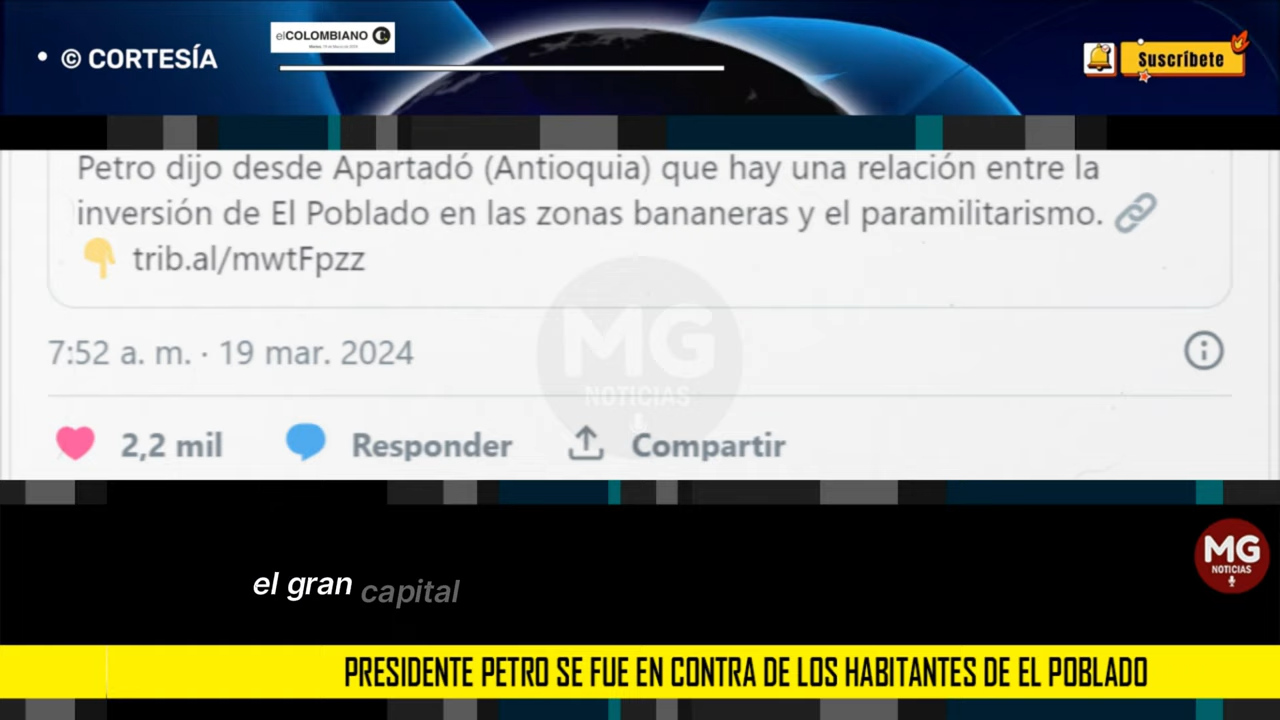 • © CORTESÍA
elCOLOMBIANO
Suscríbete
Petro dijo desde Apartadó (Antioquia) que hay una relación entre la
inversión de El Poblado en las zonas bananeras y el paramilitarismo. 🔗
👇 trib.al/mwtFpzz
MG
NOTICIAS
7:52 a. m. · 19 mar. 2024
2,2 mil Responder Compartir
MG
NOTICIAS
el gran capital
PRESIDENTE PETRO SE FUE EN CONTRA DE LOS HABITANTES DE EL POBLADO